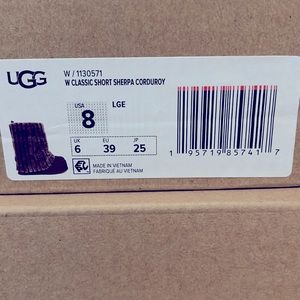 UGG
W / 1130571
W CLASSIC SHORT SHERPA CORDUROY
USA
8
LGE
UK
6
EU
39
JP
25
MADE IN VIETNAM
FABRIQUÉ AU VIETNAM
1 95719 85741 7